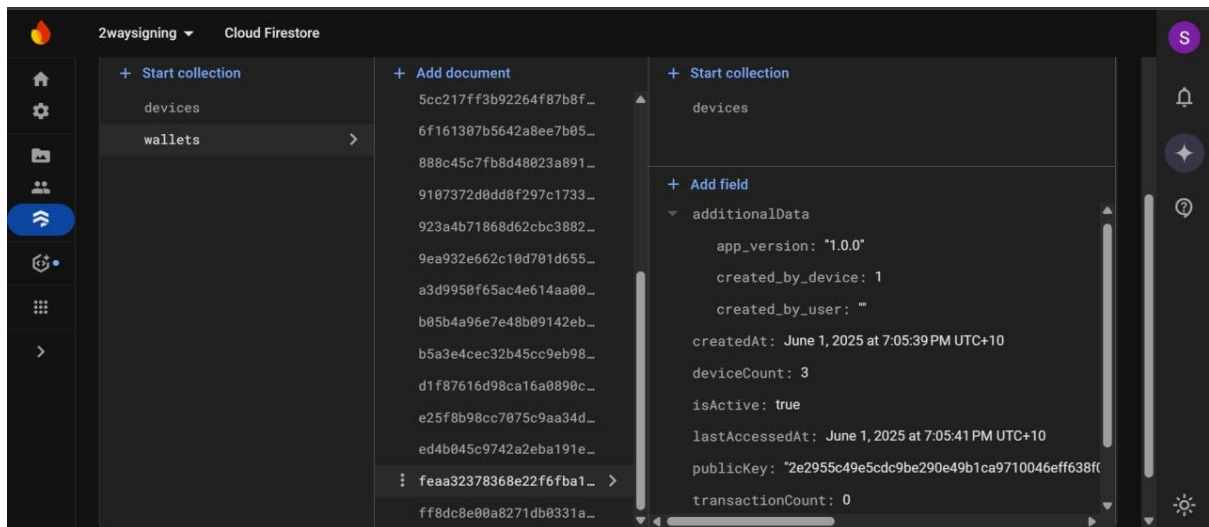 2waysigning
Cloud Firestore
S
+ Start collection
devices
wallets
+ Add document
5cc217ff3b92264f87b8f…
6f161307b5642a8ee7b05…
888c45c7fb8d48023a891…
9107372d0dd8f297c1733…
923a4b71868d62cbc3882…
9ea932e662c10d701d655…
a3d9950f65ac4e614aa00…
b05b4a96e7e48b09142eb…
b5a3e4cec32b45cc9eb98…
d1f87616d98ca16a0890c…
e25f8b98cc7075c9aa34d…
ed4b045c9742a2eba191e…
feaa32378368e22f6fba1…
ff8dc8e00a8271db0331a…
+ Start collection
devices
+ Add field
additionalData
app_version: "1.0.0"
created_by_device: 1
created_by_user: ""
createdAt: June 1, 2025 at 7:05:39 PM UTC+10
deviceCount: 3
isActive: true
lastAccessedAt: June 1, 2025 at 7:05:41 PM UTC+10
publicKey: "2e2955c49e5cdc9be290e49b1ca9710046eff638f0
transactionCount: 0